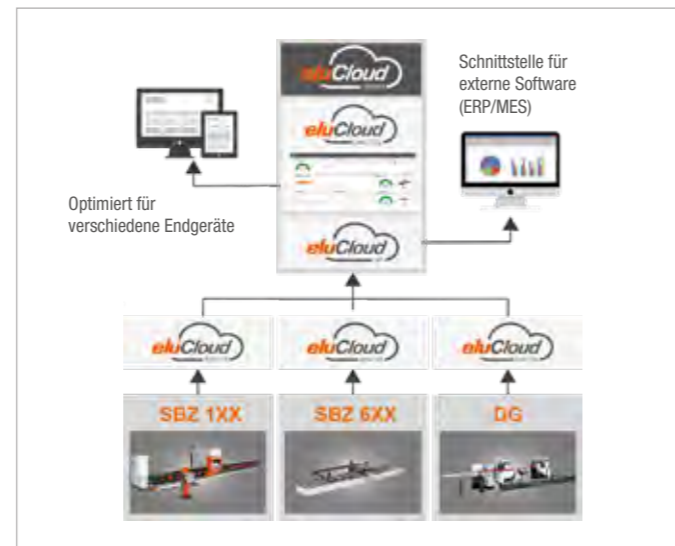 eluCloud
Schnittstelle für
externe Software
(ERP/MES)
eluCloud
Optimiert für
verschiedene Endgeräte
eluCloud
eluCloud
eluCloud
eluCloud
SBZ 1XX
SBZ 6XX
DG